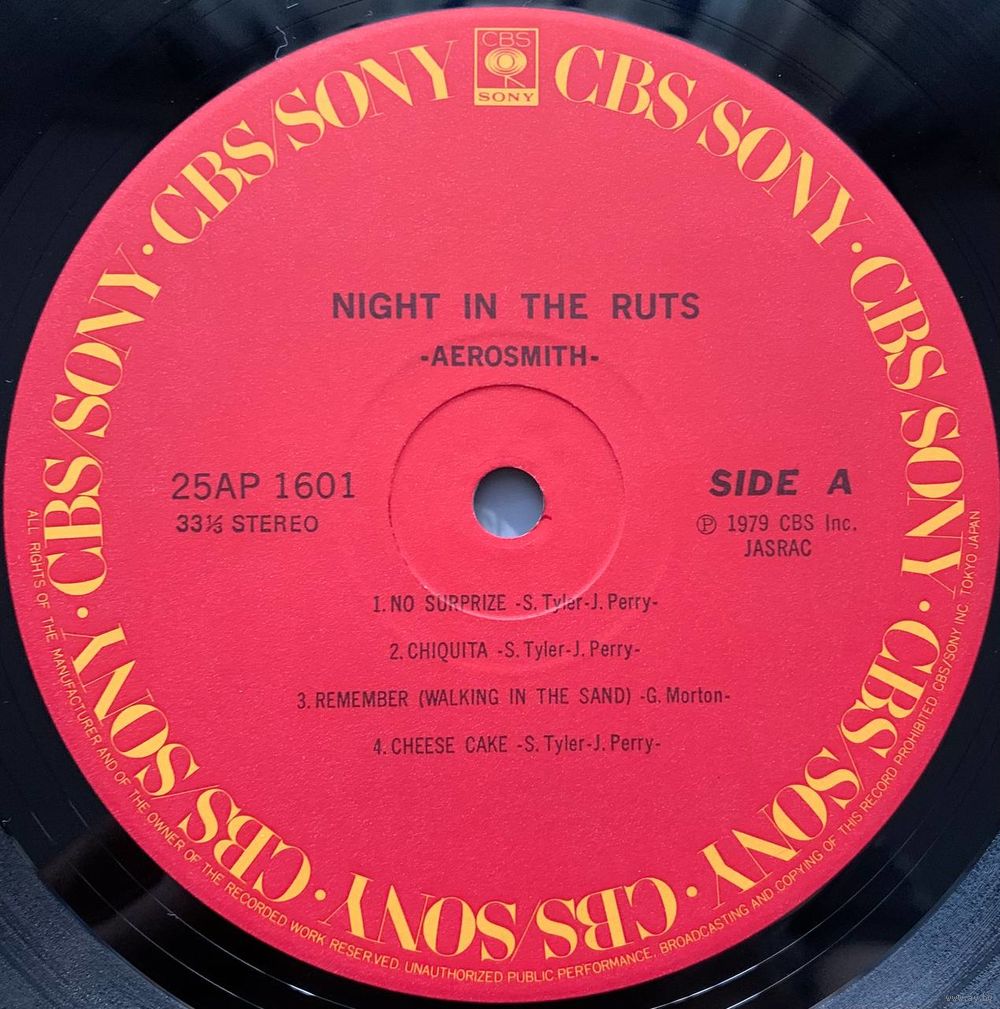 CBS
SONY
CBS/SONY · CBS/SONY · CBS/SONY · CBS/SONY · CBS/SONY · CBS/SONY · CBS/SONY · CBS/SONY
NIGHT IN THE RUTS
-AEROSMITH-
25AP 1601
33⅓ STEREO
SIDE A
Ⓟ 1979 CBS Inc.
JASRAC
1. NO SURPRIZE -S. Tyler-J. Perry-
2. CHIQUITA -S. Tyler-J. Perry-
3. REMEMBER (WALKING IN THE SAND) -G. Morton-
4. CHEESE CAKE -S. Tyler-J. Perry-
ALL RIGHTS OF THE MANUFACTURER AND OF THE OWNER OF THE RECORDED WORK RESERVED. UNAUTHORIZED PUBLIC PERFORMANCE, BROADCASTING AND COPYING OF THIS RECORD PROHIBITED CBS/SONY INC. TOKYO JAPAN
www.ay.by